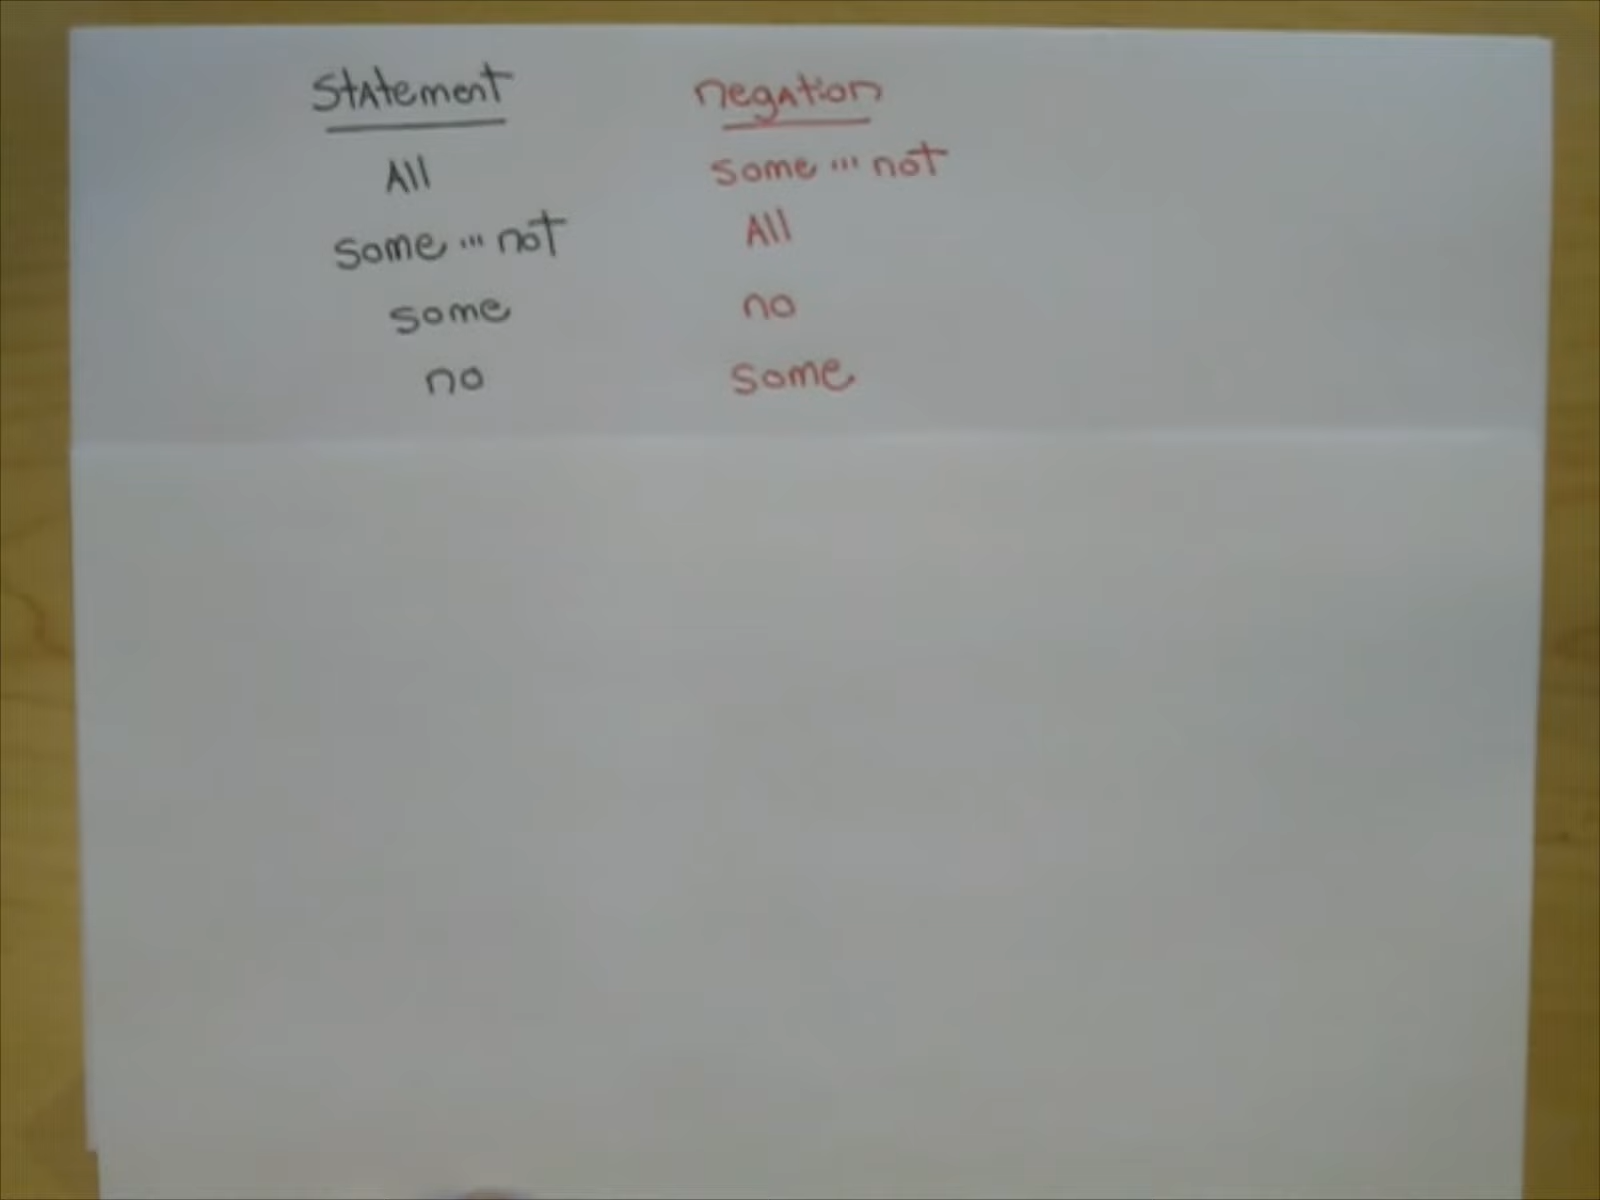 Statement negation
All some ... not
some ... not All
some no
no some